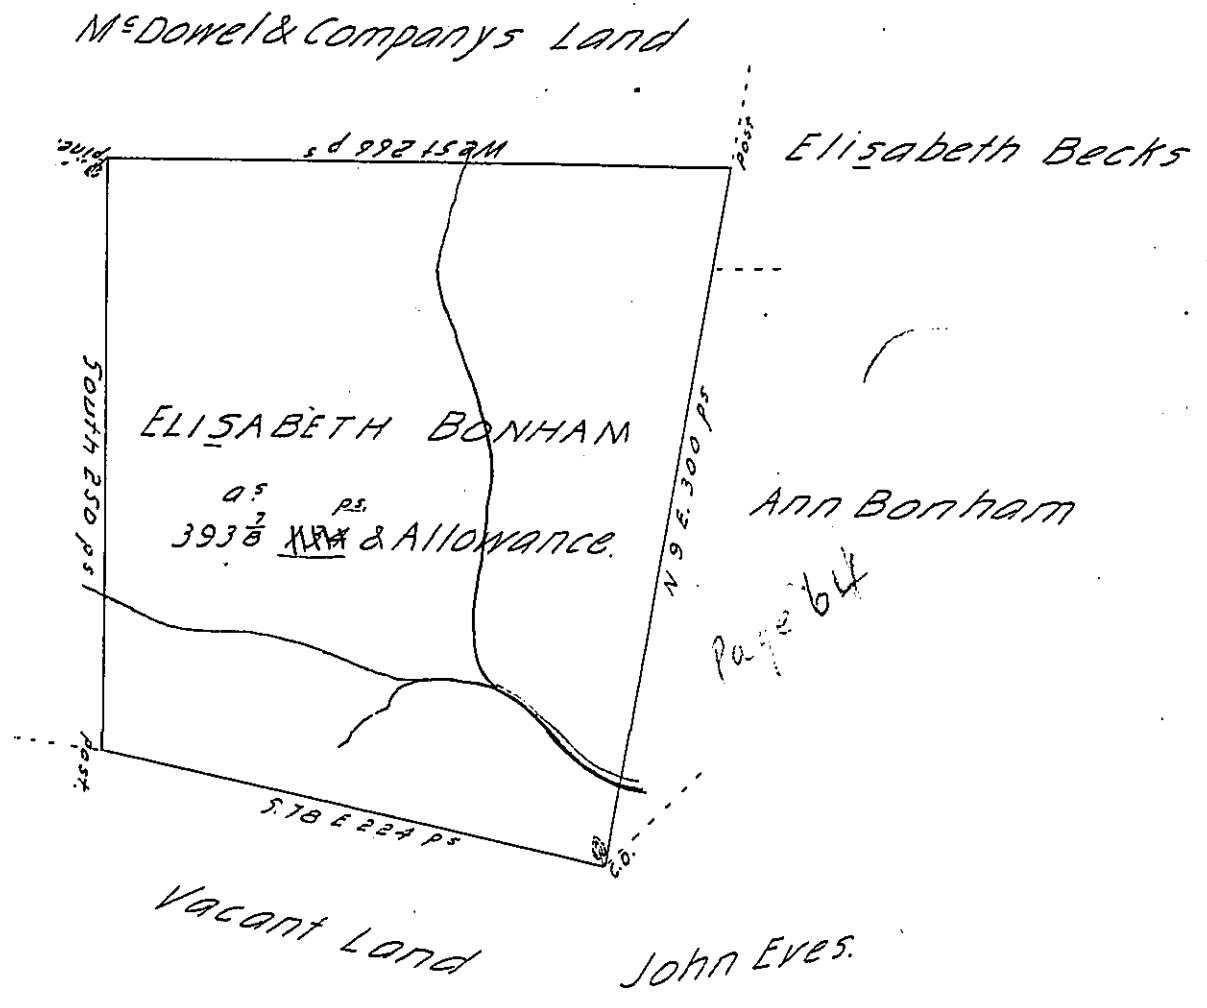 McDowel & Companys Land
pine.
West 266 ps
Post
Elisabeth Becks
South 250 ps
ELISABETH BONHAM
as ps.
393 7/8 & Allowance.
N 9 E. 300 ps
Ann Bonham
Page 64
Post.
S. 78 E 224 ps
C.O.
Vacant Land
John Eves.